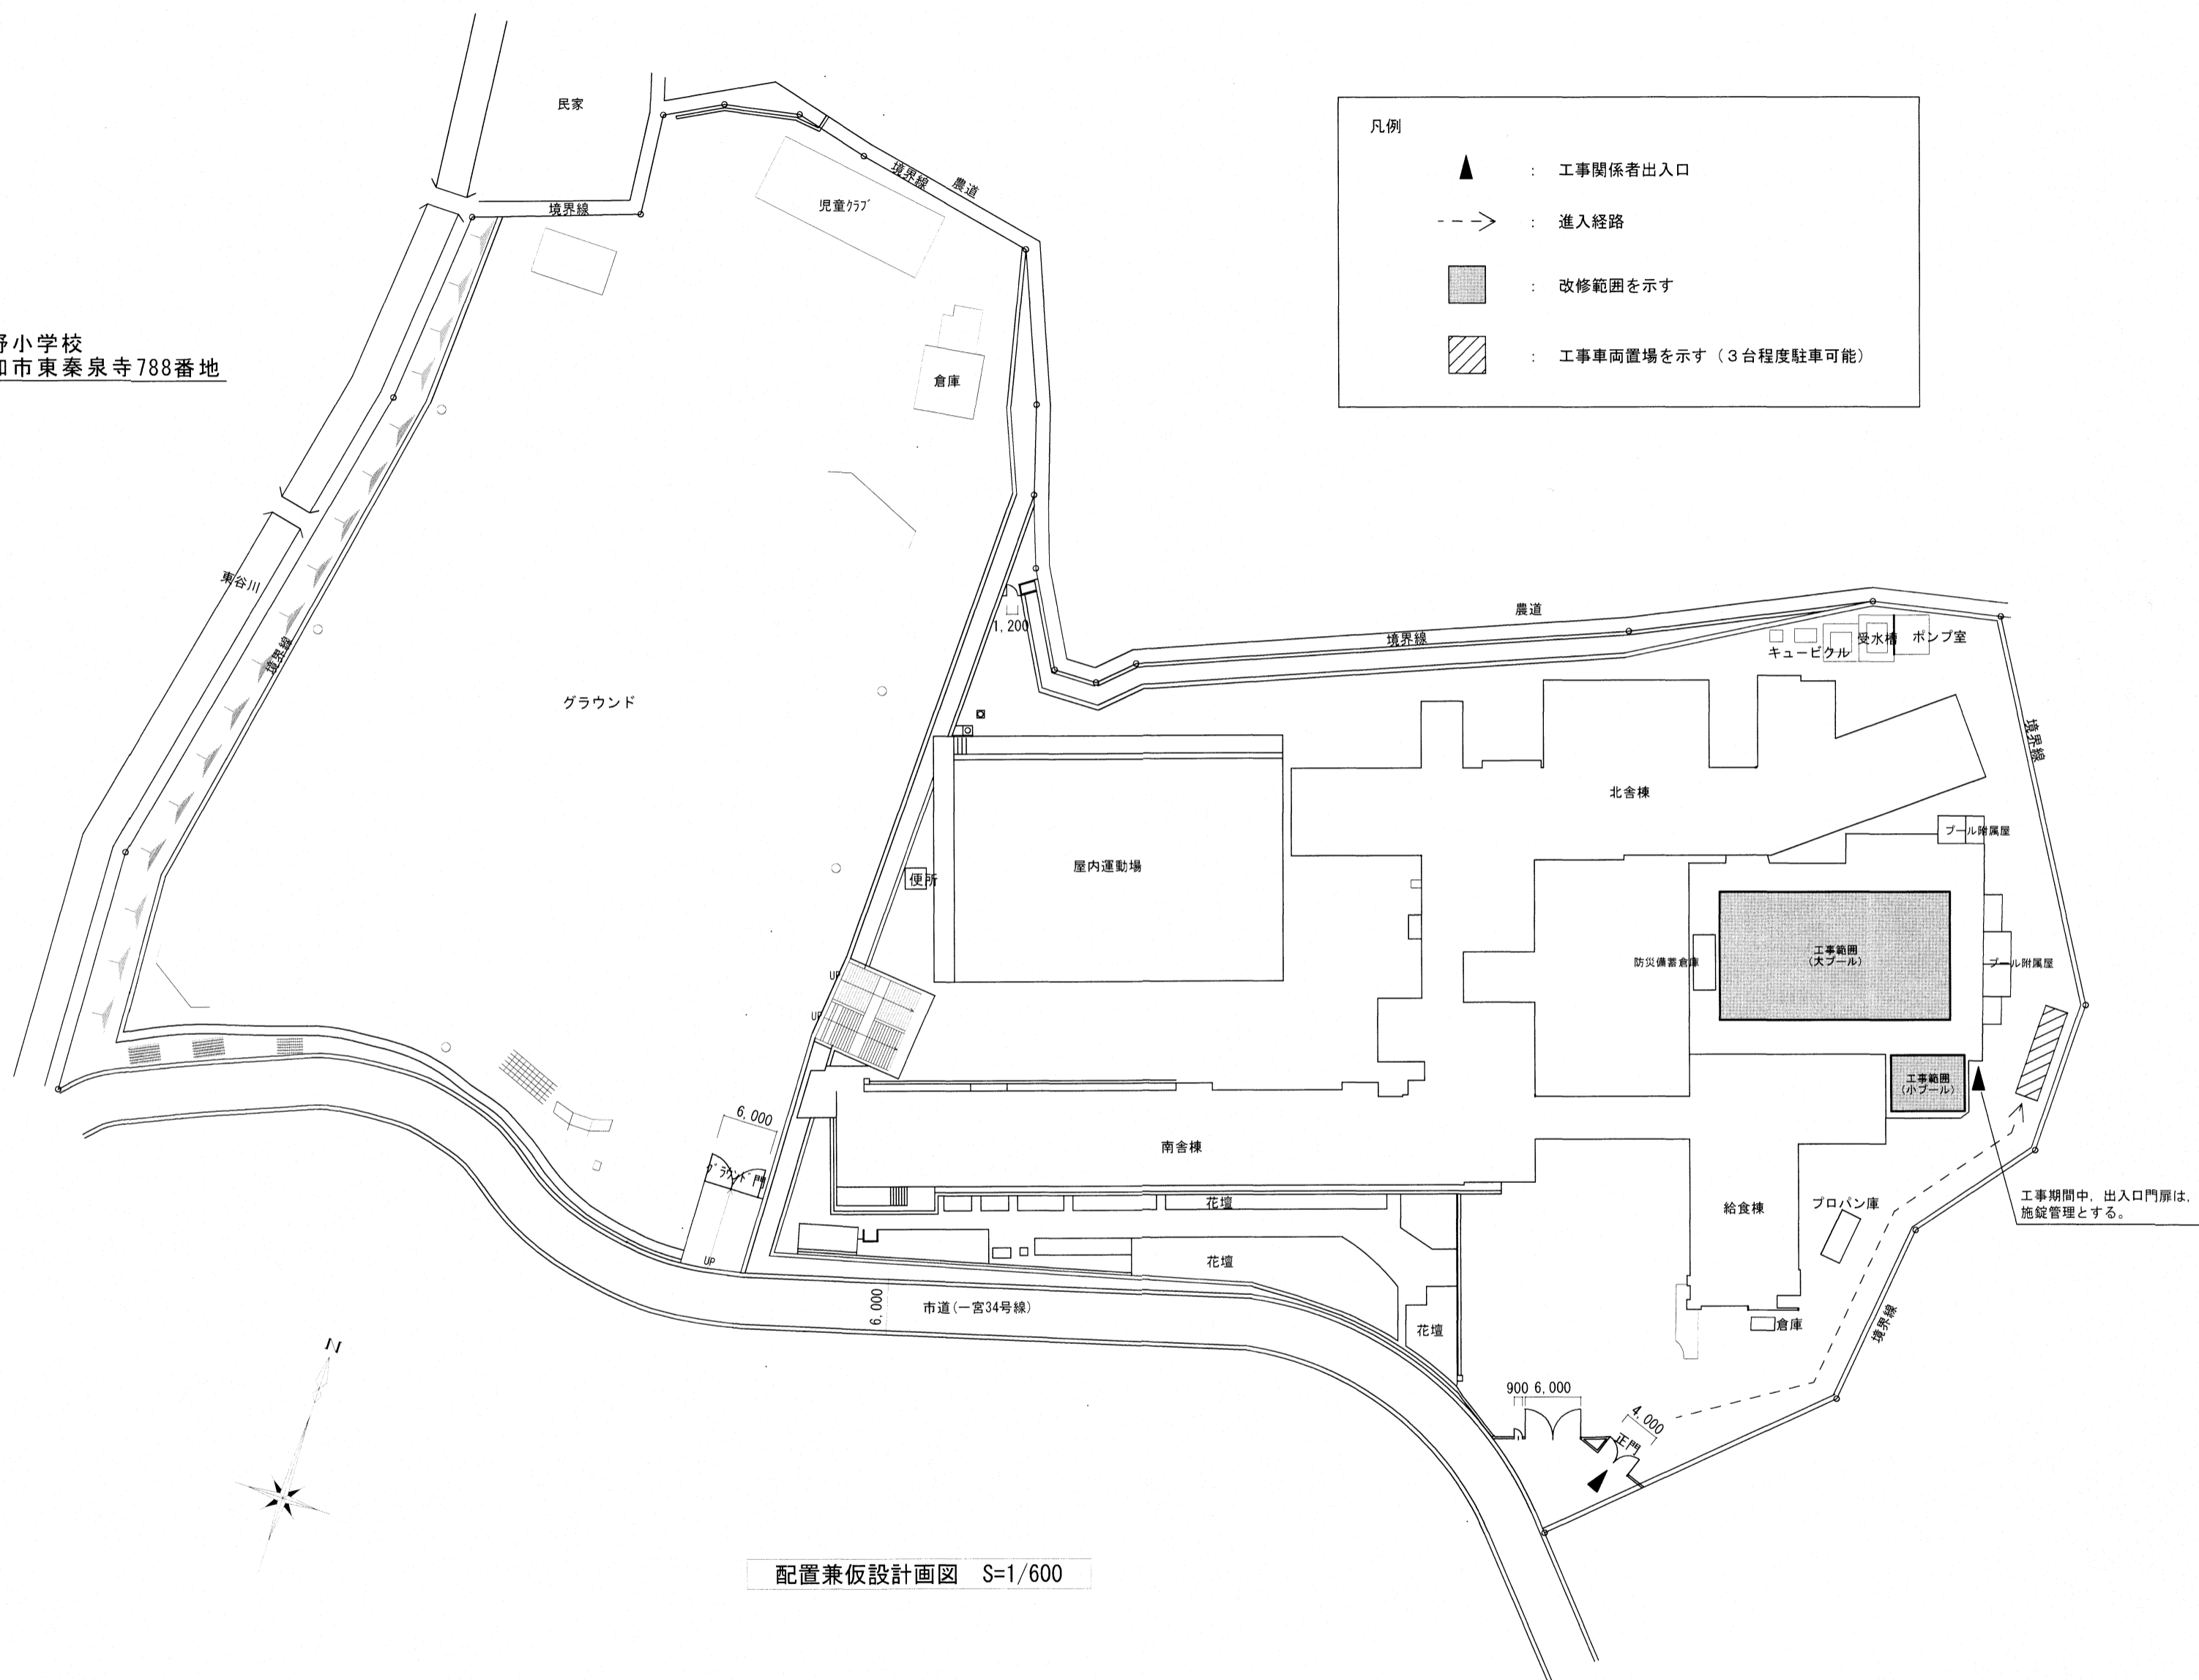 民家
境界線
境界線
農道
児童ｸﾗﾌﾞ
倉庫
凡例
： 工事関係者出入口
： 進入経路
： 改修範囲を示す
： 工事車両置場を示す（３台程度駐車可能）
小学校
市東秦泉寺788番地
東谷川
境界線
グラウンド
1,200
農道
境界線
キュービクル
受水槽
ポンプ室
境界線
北舎棟
プール附属屋
屋内運動場
便所
防災備蓄倉庫
工事範囲
(大プール)
プール附属屋
UP
UP
工事範囲
(小プール)
6,000
ｸﾞﾗｳﾝﾄﾞ門
UP
南舎棟
花壇
花壇
花壇
給食棟
プロパン庫
倉庫
工事期間中，出入口門扉は，
施錠管理とする。
境界線
市道(一宮34号線)
6,000
900
6,000
4,000
正門
N
配置兼仮設計画図 S=1/600